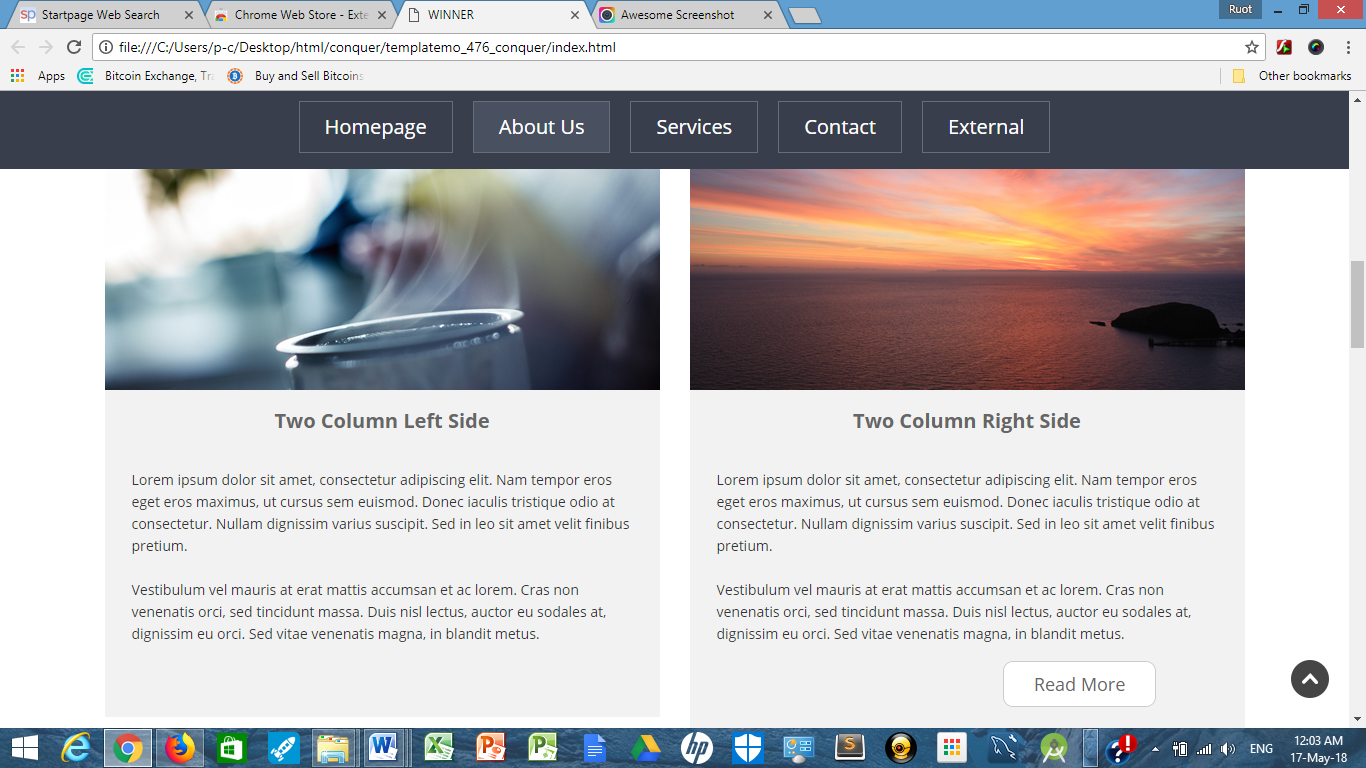 Startpage Web Search
Chrome Web Store - Exte
WINNER
Awesome Screenshot
Ruot
file:///C:/Users/p-c/Desktop/html/conquer/templatemo_476_conquer/index.html
Apps
Bitcoin Exchange, Tra
Buy and Sell Bitcoins
Other bookmarks
Homepage
About Us
Services
Contact
External
Two Column Left Side
Lorem ipsum dolor sit amet, consectetur adipiscing elit. Nam tempor eros
eget eros maximus, ut cursus sem euismod. Donec iaculis tristique odio at
consectetur. Nullam dignissim varius suscipit. Sed in leo sit amet velit finibus
pretium.
Vestibulum vel mauris at erat mattis accumsan et ac lorem. Cras non
venenatis orci, sed tincidunt massa. Duis nisl lectus, auctor eu sodales at,
dignissim eu orci. Sed vitae venenatis magna, in blandit metus.
Two Column Right Side
Lorem ipsum dolor sit amet, consectetur adipiscing elit. Nam tempor eros
eget eros maximus, ut cursus sem euismod. Donec iaculis tristique odio at
consectetur. Nullam dignissim varius suscipit. Sed in leo sit amet velit finibus
pretium.
Vestibulum vel mauris at erat mattis accumsan et ac lorem. Cras non
venenatis orci, sed tincidunt massa. Duis nisl lectus, auctor eu sodales at,
dignissim eu orci. Sed vitae venenatis magna, in blandit metus.
Read More
ENG
12:03 AM
17-May-18